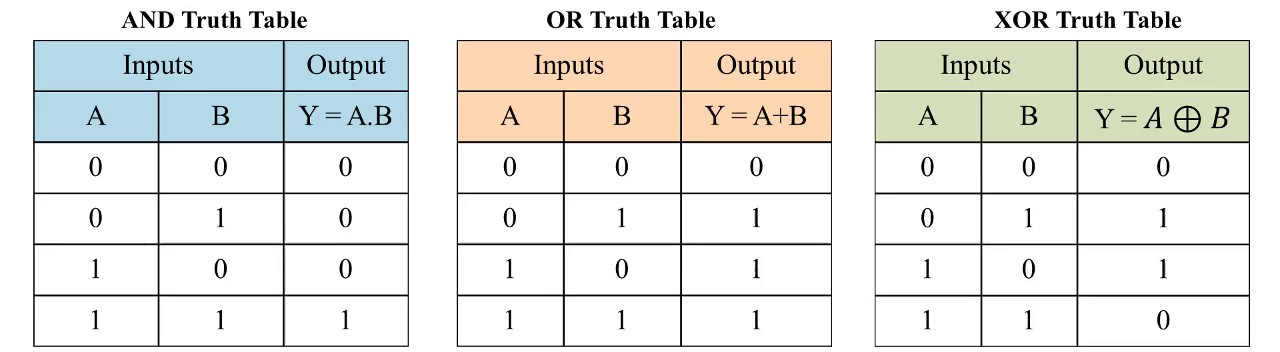 AND Truth Table
Inputs Output
A B Y = A.B
0 0 0
0 1 0
1 0 0
1 1 1
OR Truth Table
Inputs Output
A B Y = A+B
0 0 0
0 1 1
1 0 1
1 1 1
XOR Truth Table
Inputs Output
A B Y = A ⊕ B
0 0 0
0 1 1
1 0 1
1 1 0